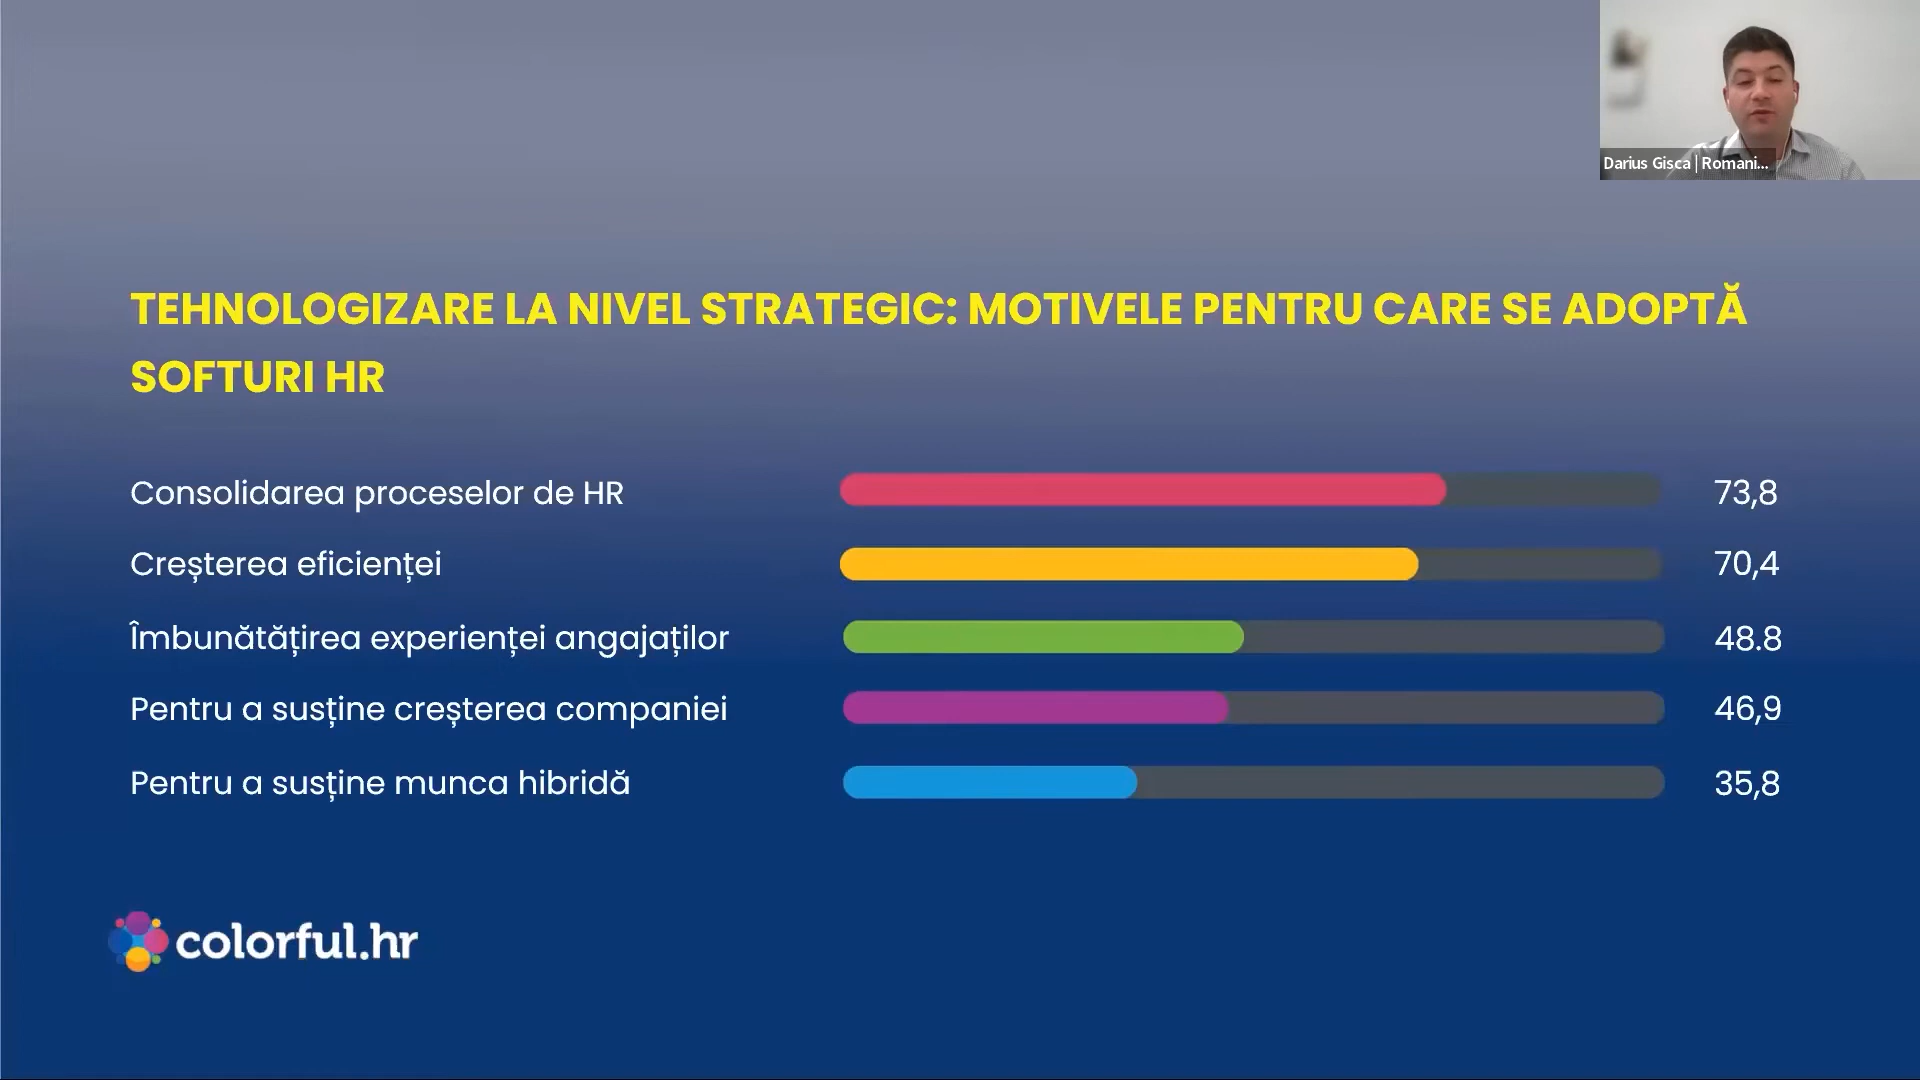 Darius Gisca | Romani...
TEHNOLOGIZARE LA NIVEL STRATEGIC: MOTIVELE PENTRU CARE SE ADOPTĂ
SOFTURI HR
Consolidarea proceselor de HR 73,8
Creșterea eficienței 70,4
Îmbunătățirea experienței angajaților 48.8
Pentru a susține creșterea companiei 46,9
Pentru a susține munca hibridă 35,8
colorful.hr